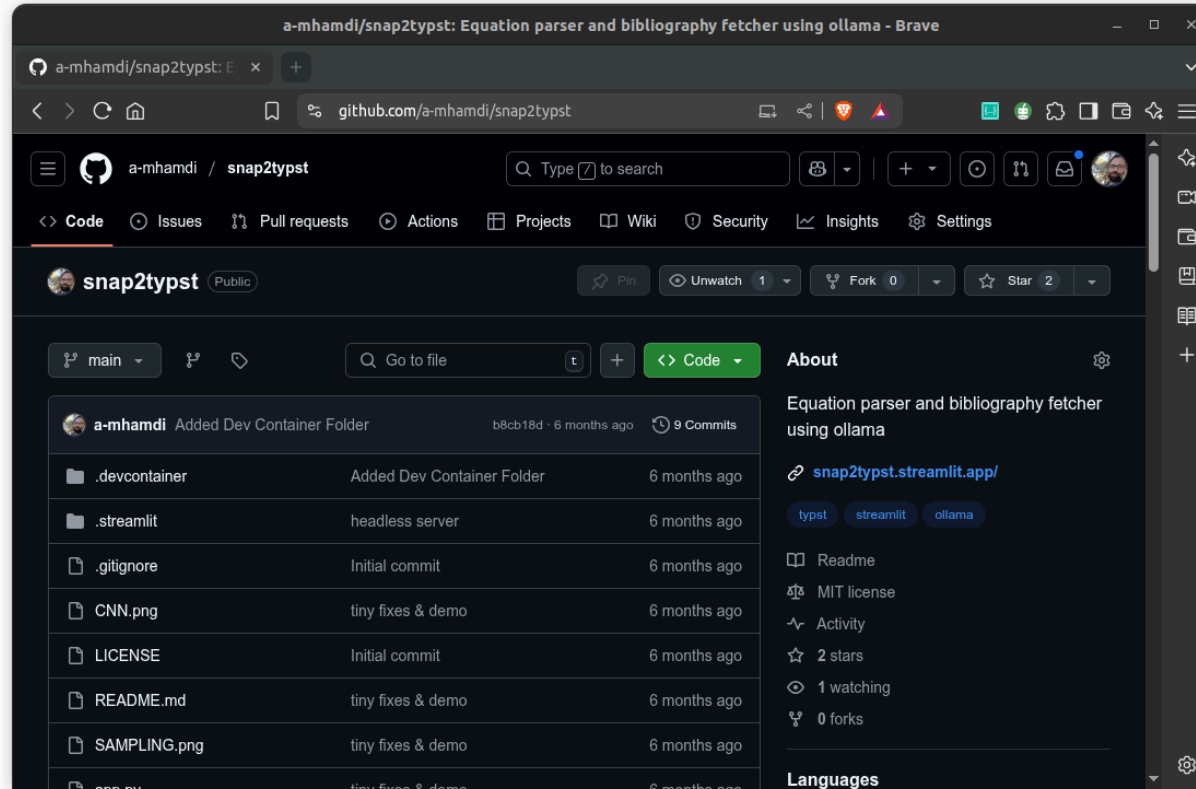 a-mhamdi/snap2typst: Equation parser and bibliography fetcher using ollama - Brave
a-mhamdi/snap2typst: E
github.com/a-mhamdi/snap2typst
a-mhamdi / snap2typst
Type / to search
Code Issues Pull requests Actions Projects Wiki Security Insights Settings
snap2typst Public
Pin Unwatch 1 Fork 0 Star 2
main Go to file t Code
a-mhamdi Added Dev Container Folder b8cb18d · 6 months ago 9 Commits
.devcontainer Added Dev Container Folder 6 months ago
.streamlit headless server 6 months ago
.gitignore Initial commit 6 months ago
CNN.png tiny fixes & demo 6 months ago
LICENSE Initial commit 6 months ago
README.md tiny fixes & demo 6 months ago
SAMPLING.png tiny fixes & demo 6 months ago
tiny fixes & demo 6 months ago
About
Equation parser and bibliography fetcher
using ollama
snap2typst.streamlit.app/
typst streamlit ollama
Readme
MIT license
Activity
2 stars
1 watching
0 forks
Languages